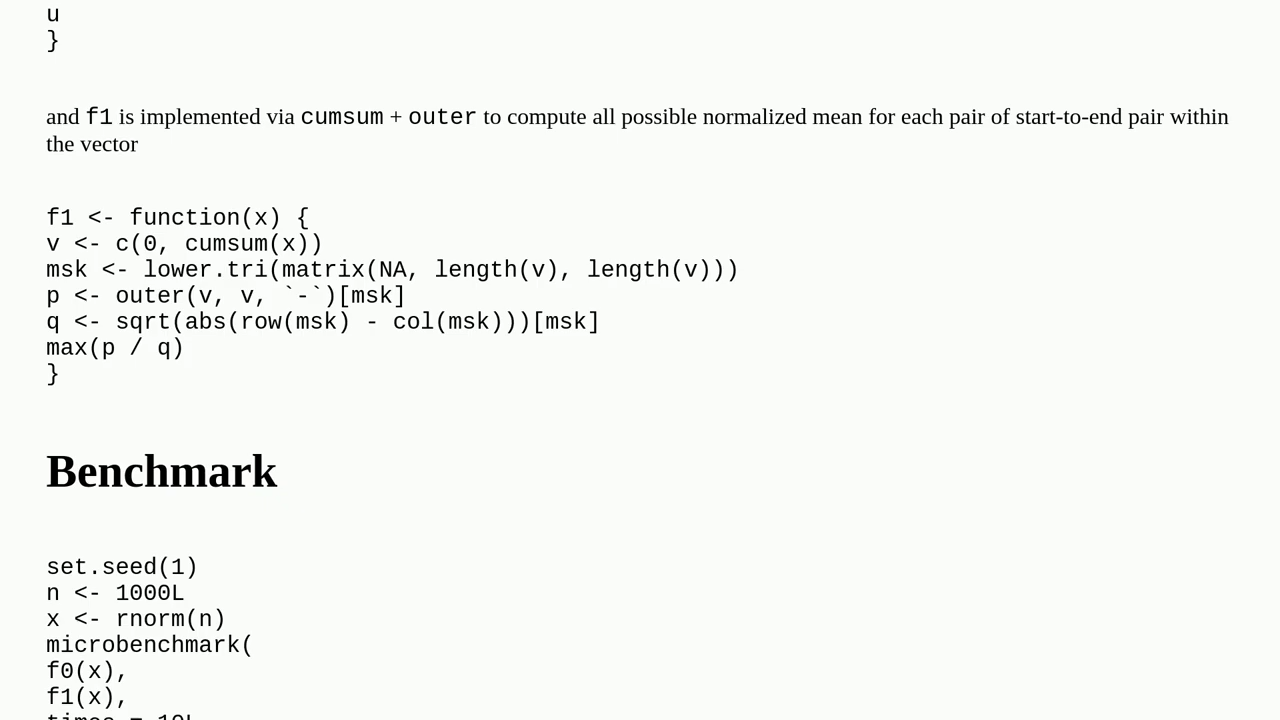 u
}
and f1 is implemented via cumsum + outer to compute all possible normalized mean for each pair of start-to-end pair within
the vector
f1 <- function(x) {
v <- c(0, cumsum(x))
msk <- lower.tri(matrix(NA, length(v), length(v)))
p <- outer(v, v, `-`)[msk]
q <- sqrt(abs(row(msk) - col(msk)))[msk]
max(p / q)
}
Benchmark
set.seed(1)
n <- 1000L
x <- rnorm(n)
microbenchmark(
f0(x),
f1(x),
times = 10L